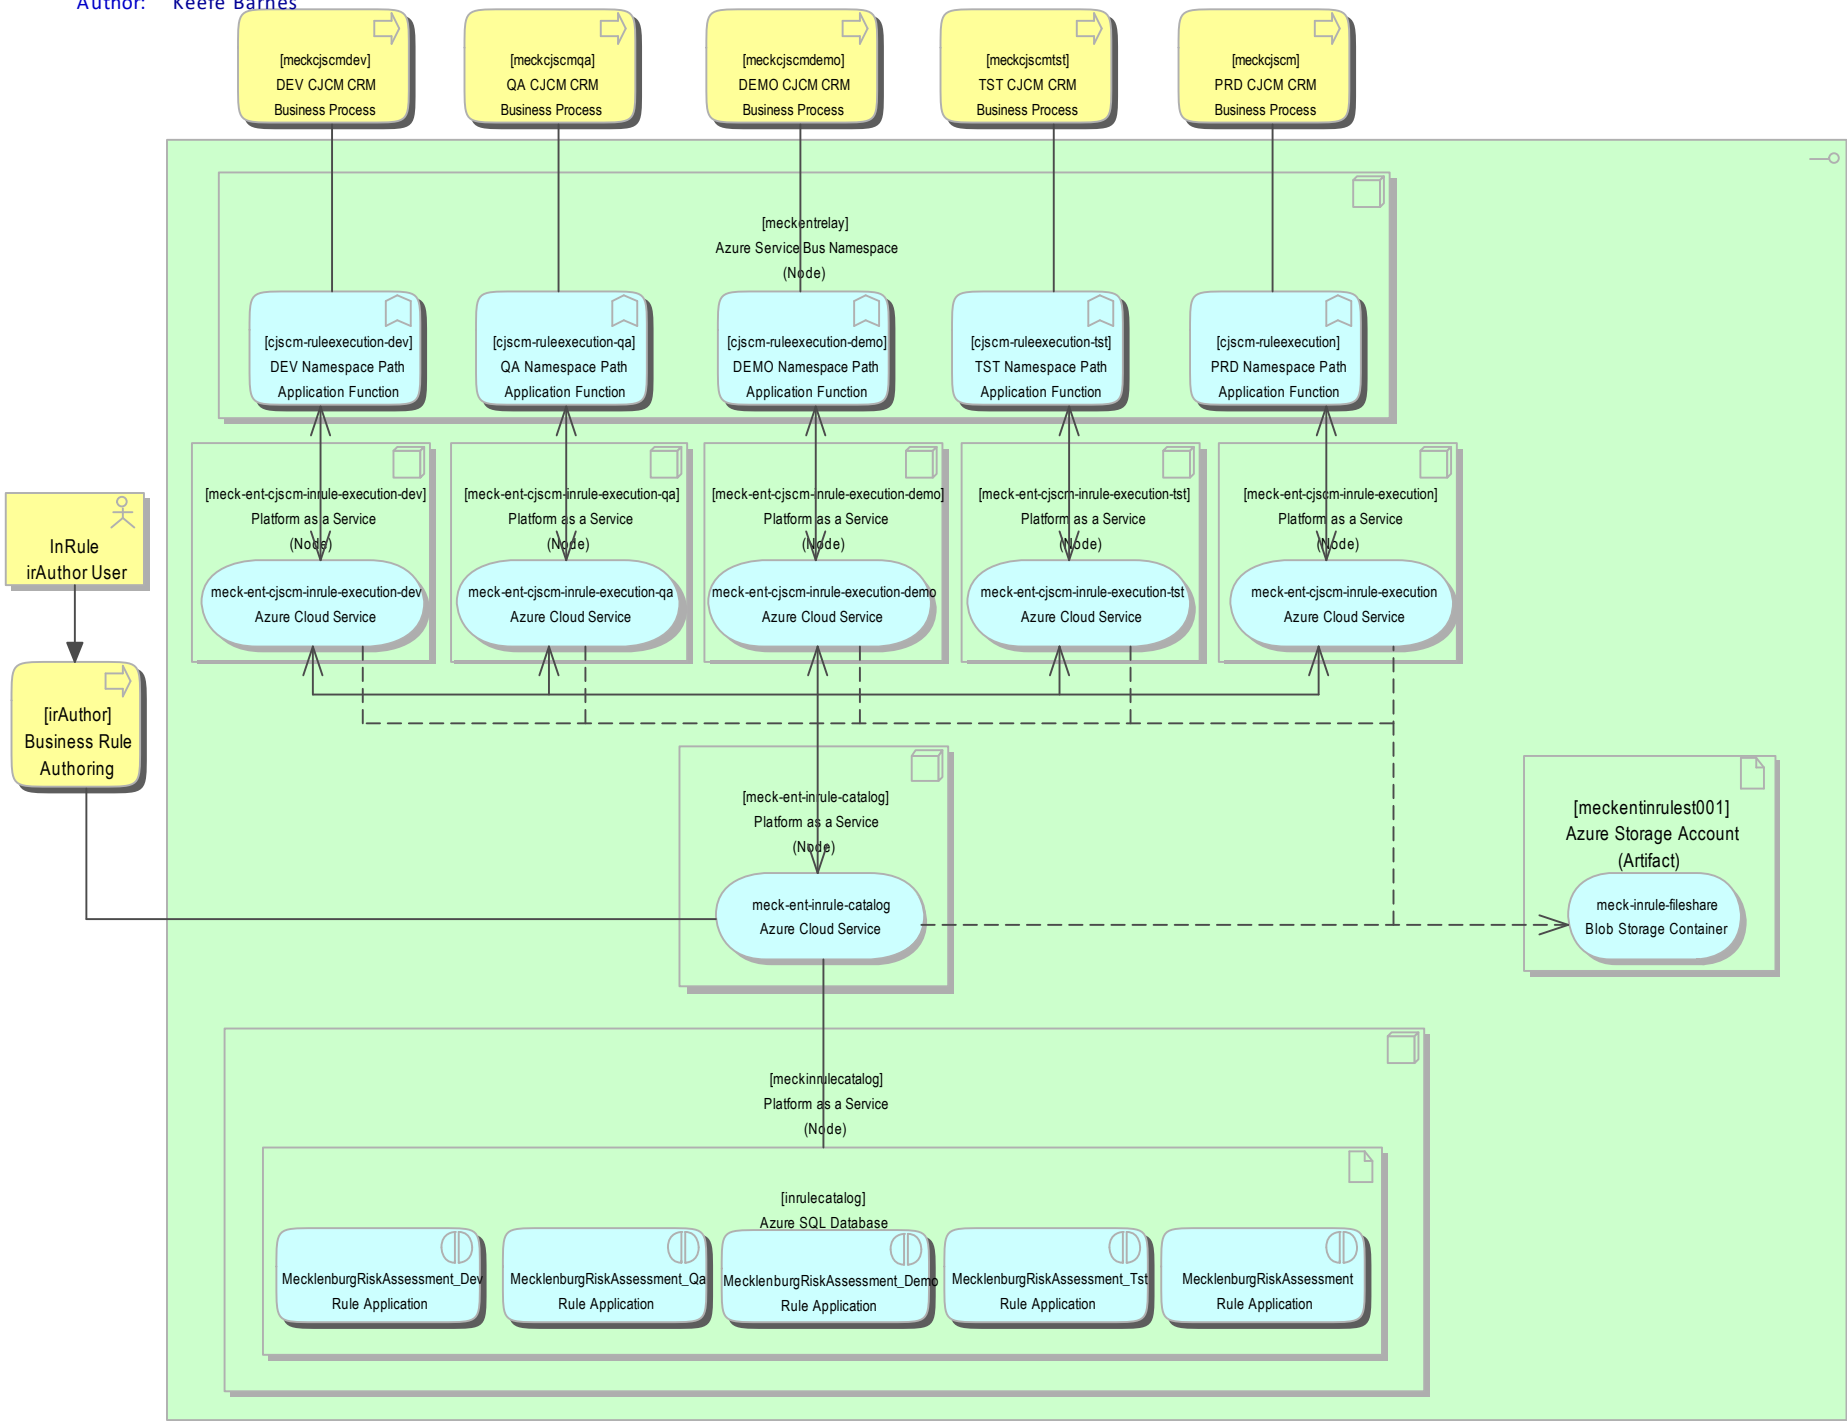 Author: Keefe Barnes
[meckcjscmdev]
DEV CJCM CRM
Business Process
[meckcjscmqa]
QA CJCM CRM
Business Process
[meckcjscmdemo]
DEMO CJCM CRM
Business Process
[meckcjscmtst]
TST CJCM CRM
Business Process
[meckcjscm]
PRD CJCM CRM
Business Process
[meckentrelay]
Azure Service Bus Namespace
(Node)
[cjscm-ruleexecution-dev]
DEV Namespace Path
Application Function
[cjscm-ruleexecution-qa]
QA Namespace Path
Application Function
[cjscm-ruleexecution-demo]
DEMO Namespace Path
Application Function
[cjscm-ruleexecution-tst]
TST Namespace Path
Application Function
[cjscm-ruleexecution]
PRD Namespace Path
Application Function
[meck-ent-cjscm-inrule-execution-dev]
Platform as a Service
(Node)
meck-ent-cjscm-inrule-execution-dev
Azure Cloud Service
[meck-ent-cjscm-inrule-execution-qa]
Platform as a Service
(Node)
meck-ent-cjscm-inrule-execution-qa
Azure Cloud Service
[meck-ent-cjscm-inrule-execution-demo]
Platform as a Service
(Node)
meck-ent-cjscm-inrule-execution-demo
Azure Cloud Service
[meck-ent-cjscm-inrule-execution-tst]
Platform as a Service
(Node)
meck-ent-cjscm-inrule-execution-tst
Azure Cloud Service
[meck-ent-cjscm-inrule-execution]
Platform as a Service
(Node)
meck-ent-cjscm-inrule-execution
Azure Cloud Service
InRule
irAuthor User
[irAuthor]
Business Rule
Authoring
[meck-ent-inrule-catalog]
Platform as a Service
(Node)
meck-ent-inrule-catalog
Azure Cloud Service
[meckentinrulest001]
Azure Storage Account
(Artifact)
meck-inrule-fileshare
Blob Storage Container
[meckinrulecatalog]
Platform as a Service
(Node)
[inrulecatalog]
Azure SQL Database
MecklenburgRiskAssessment_Dev
Rule Application
MecklenburgRiskAssessment_Qa
Rule Application
MecklenburgRiskAssessment_Demo
Rule Application
MecklenburgRiskAssessment_Tst
Rule Application
MecklenburgRiskAssessment
Rule Application